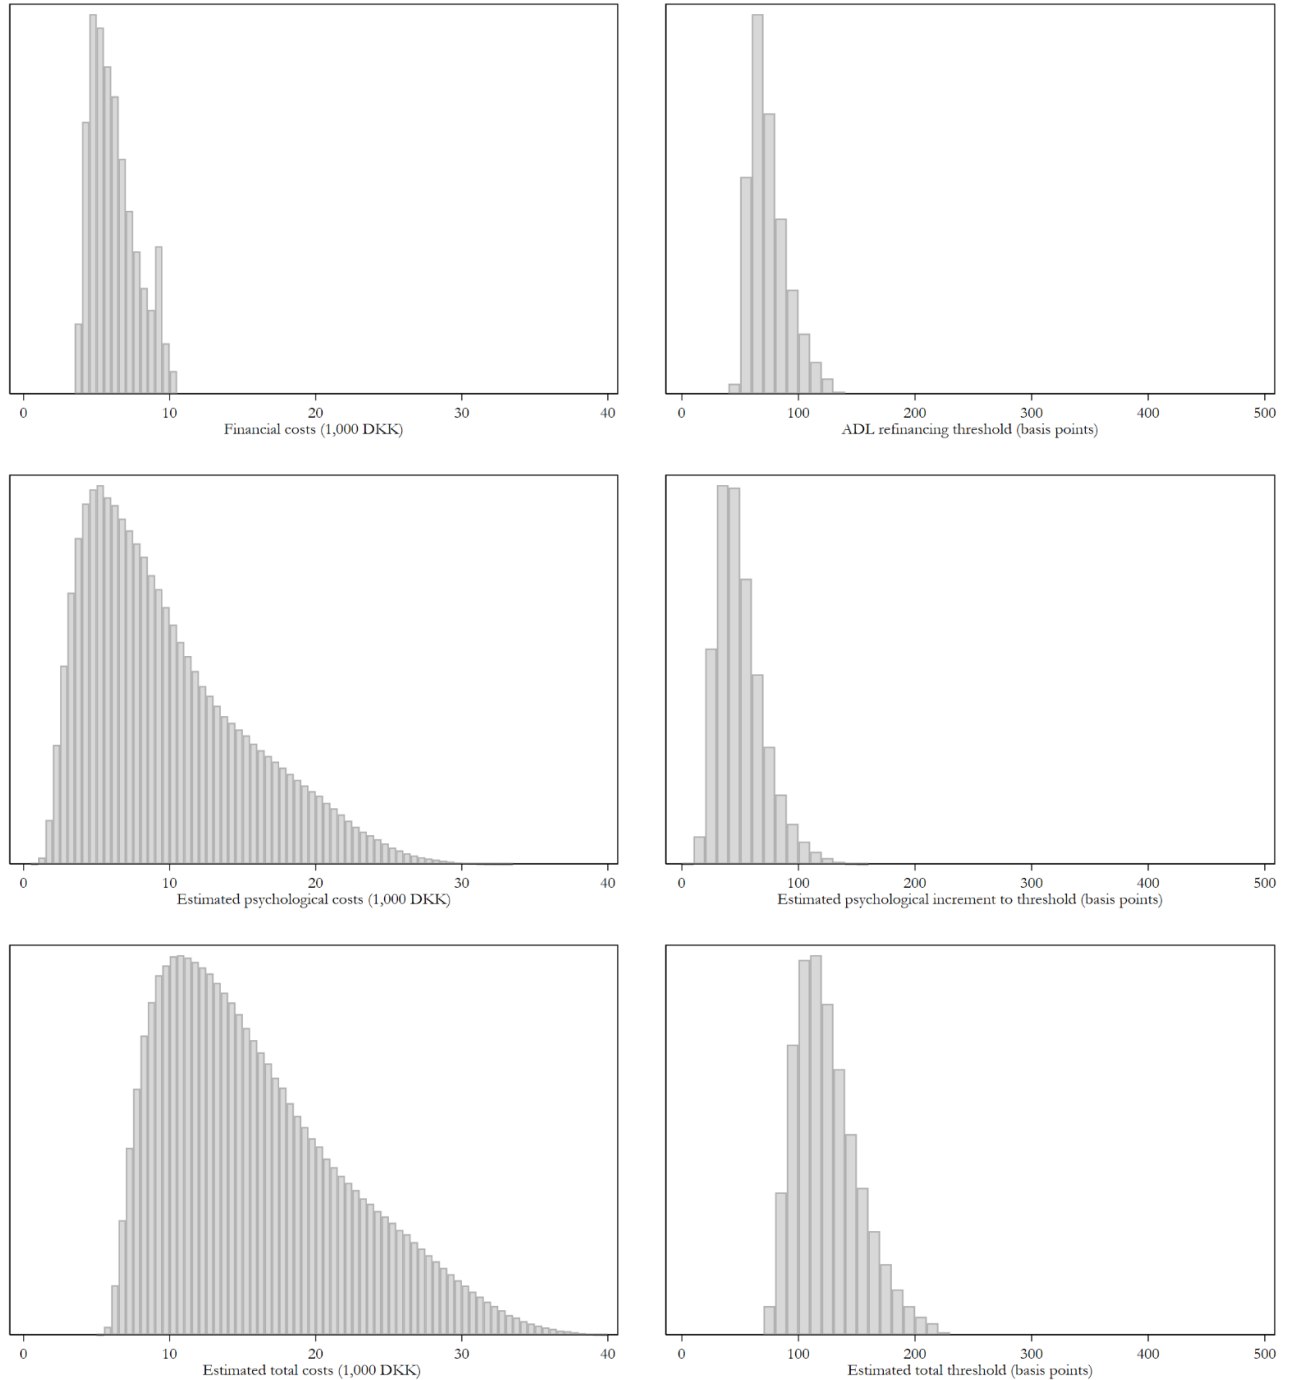 0 10 20 30 40
Financial costs (1,000 DKK)
0 100 200 300 400 500
ADL refinancing threshold (basis points)
0 10 20 30 40
Estimated psychological costs (1,000 DKK)
0 100 200 300 400 500
Estimated psychological increment to threshold (basis points)
0 10 20 30 40
Estimated total costs (1,000 DKK)
0 100 200 300 400 500
Estimated total threshold (basis points)